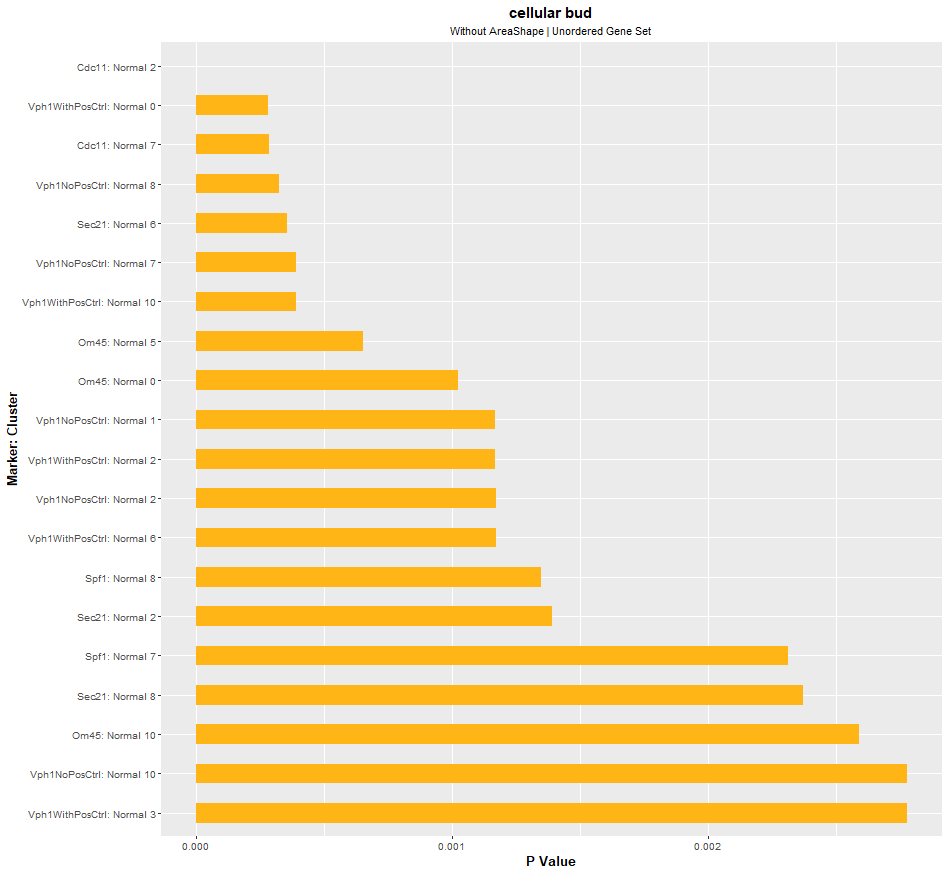 cellular bud
Without AreaShape | Unordered Gene Set
Marker: Cluster
Cdc11: Normal 2
Vph1WithPosCtrl: Normal 0
Cdc11: Normal 7
Vph1NoPosCtrl: Normal 8
Sec21: Normal 6
Vph1NoPosCtrl: Normal 7
Vph1WithPosCtrl: Normal 10
Om45: Normal 5
Om45: Normal 0
Vph1NoPosCtrl: Normal 1
Vph1WithPosCtrl: Normal 2
Vph1NoPosCtrl: Normal 2
Vph1WithPosCtrl: Normal 6
Spf1: Normal 8
Sec21: Normal 2
Spf1: Normal 7
Sec21: Normal 8
Om45: Normal 10
Vph1NoPosCtrl: Normal 10
Vph1WithPosCtrl: Normal 3
0.000 0.001 0.002
P Value